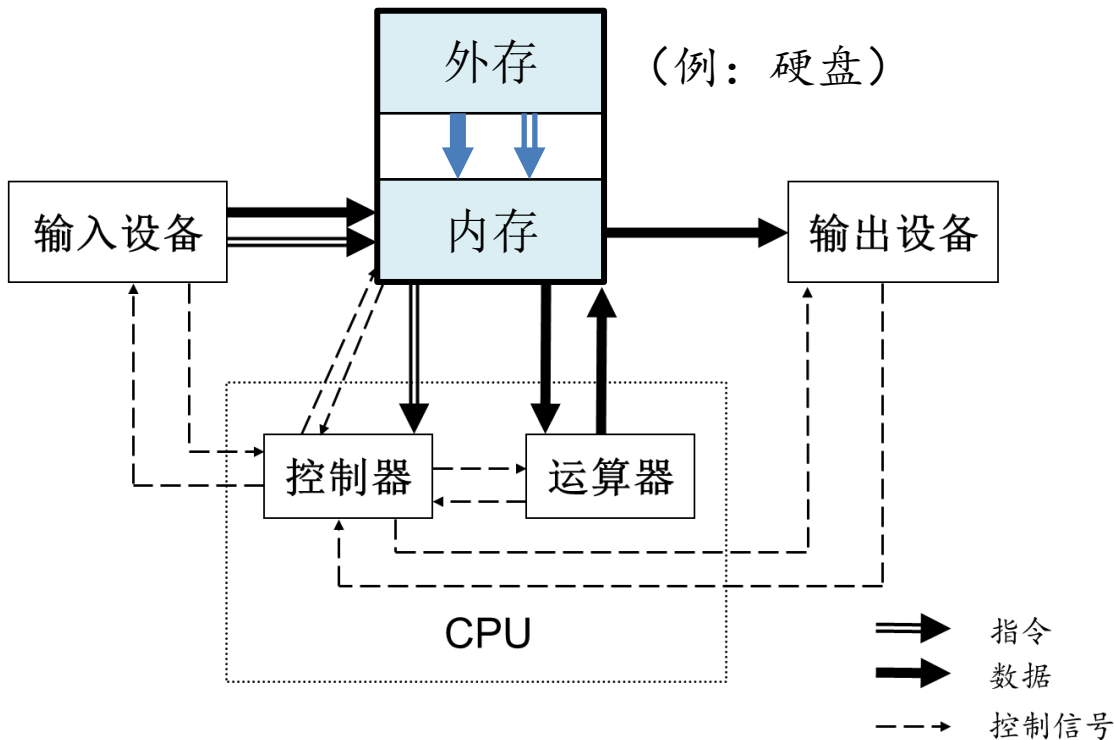 外存
（例：硬盘）
输入设备
内存
输出设备
控制器
运算器
CPU
指令
数据
控制信号